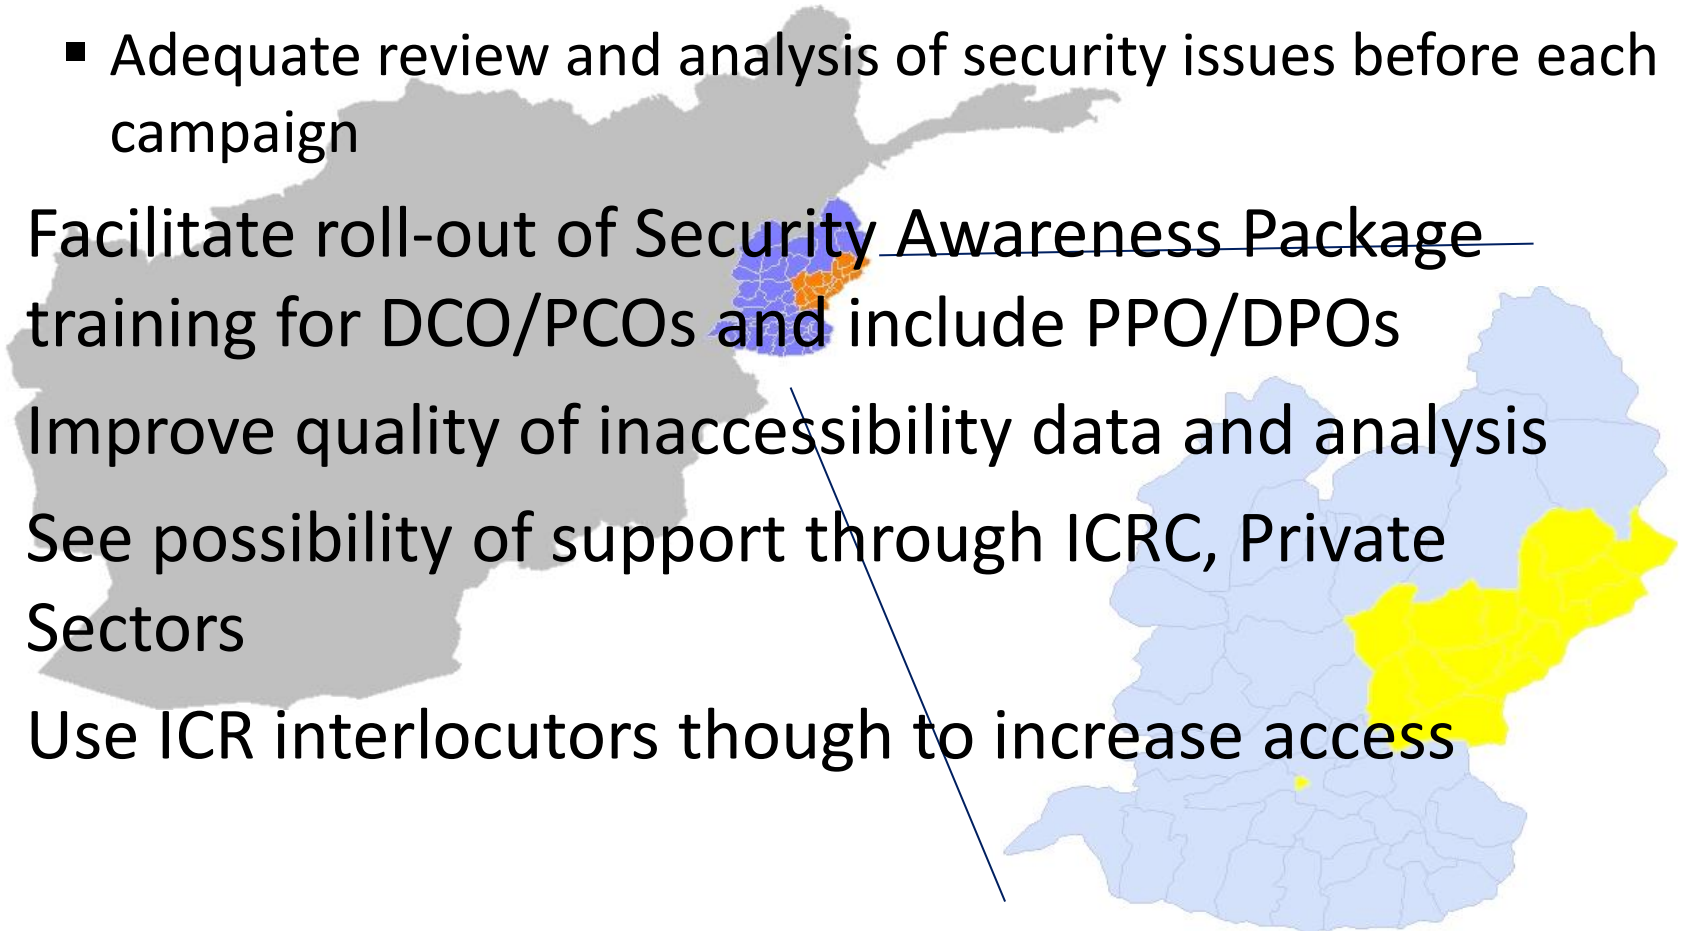 ▪ Adequate review and analysis of security issues before each
campaign
Facilitate roll-out of Security Awareness Package
training for DCO/PCOs and include PPO/DPOs
Improve quality of inaccessibility data and analysis
See possibility of support through ICRC, Private
Sectors
Use ICR interlocutors though to increase access